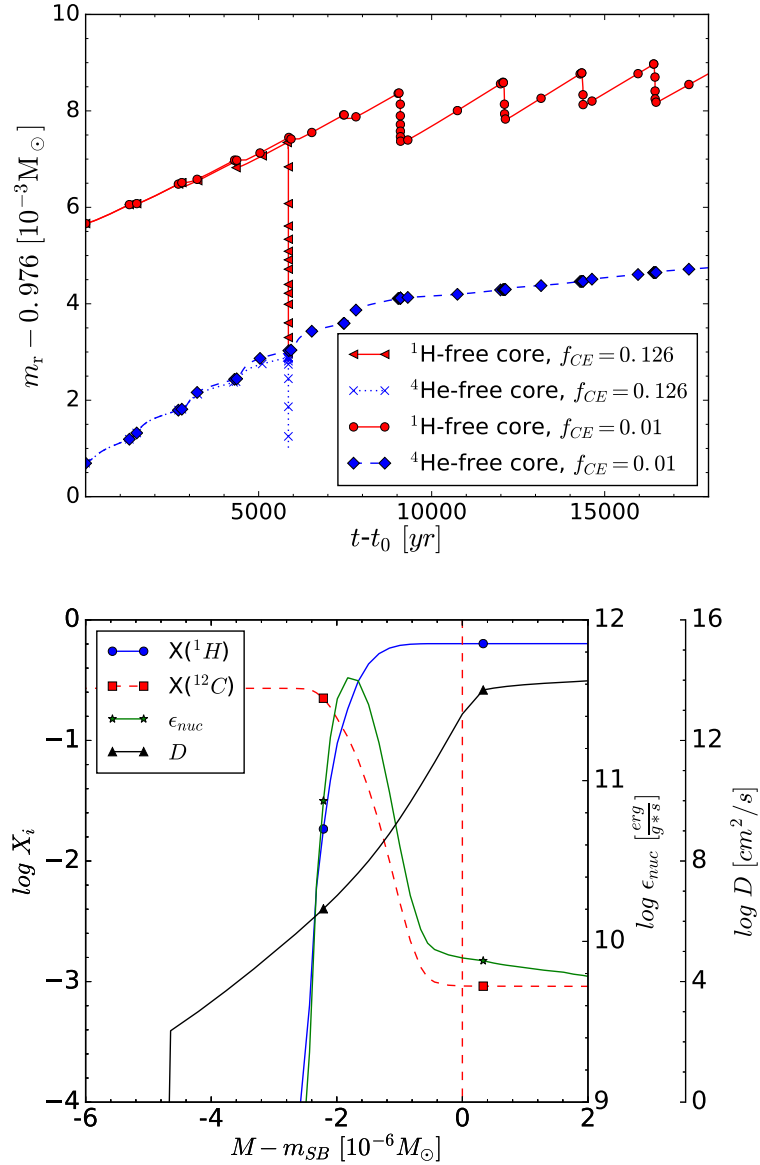 10
8
6
4
2
0
m_r − 0.976 [10^−3 M_⊙]
^1H-free core, f_CE = 0.126
^4He-free core, f_CE = 0.126
^1H-free core, f_CE = 0.01
^4He-free core, f_CE = 0.01
5000 10000 15000
t-t_0 [yr]
0
-1
-2
-3
-4
log X_i
X(^1H)
X(^12C)
ϵ_nuc
D
12
11
10
9
log ϵ_nuc [erg/g∗s]
16
12
8
4
0
log D [cm^2/s]
-6 -4 -2 0 2
M − m_SB [10^−6 M_⊙]